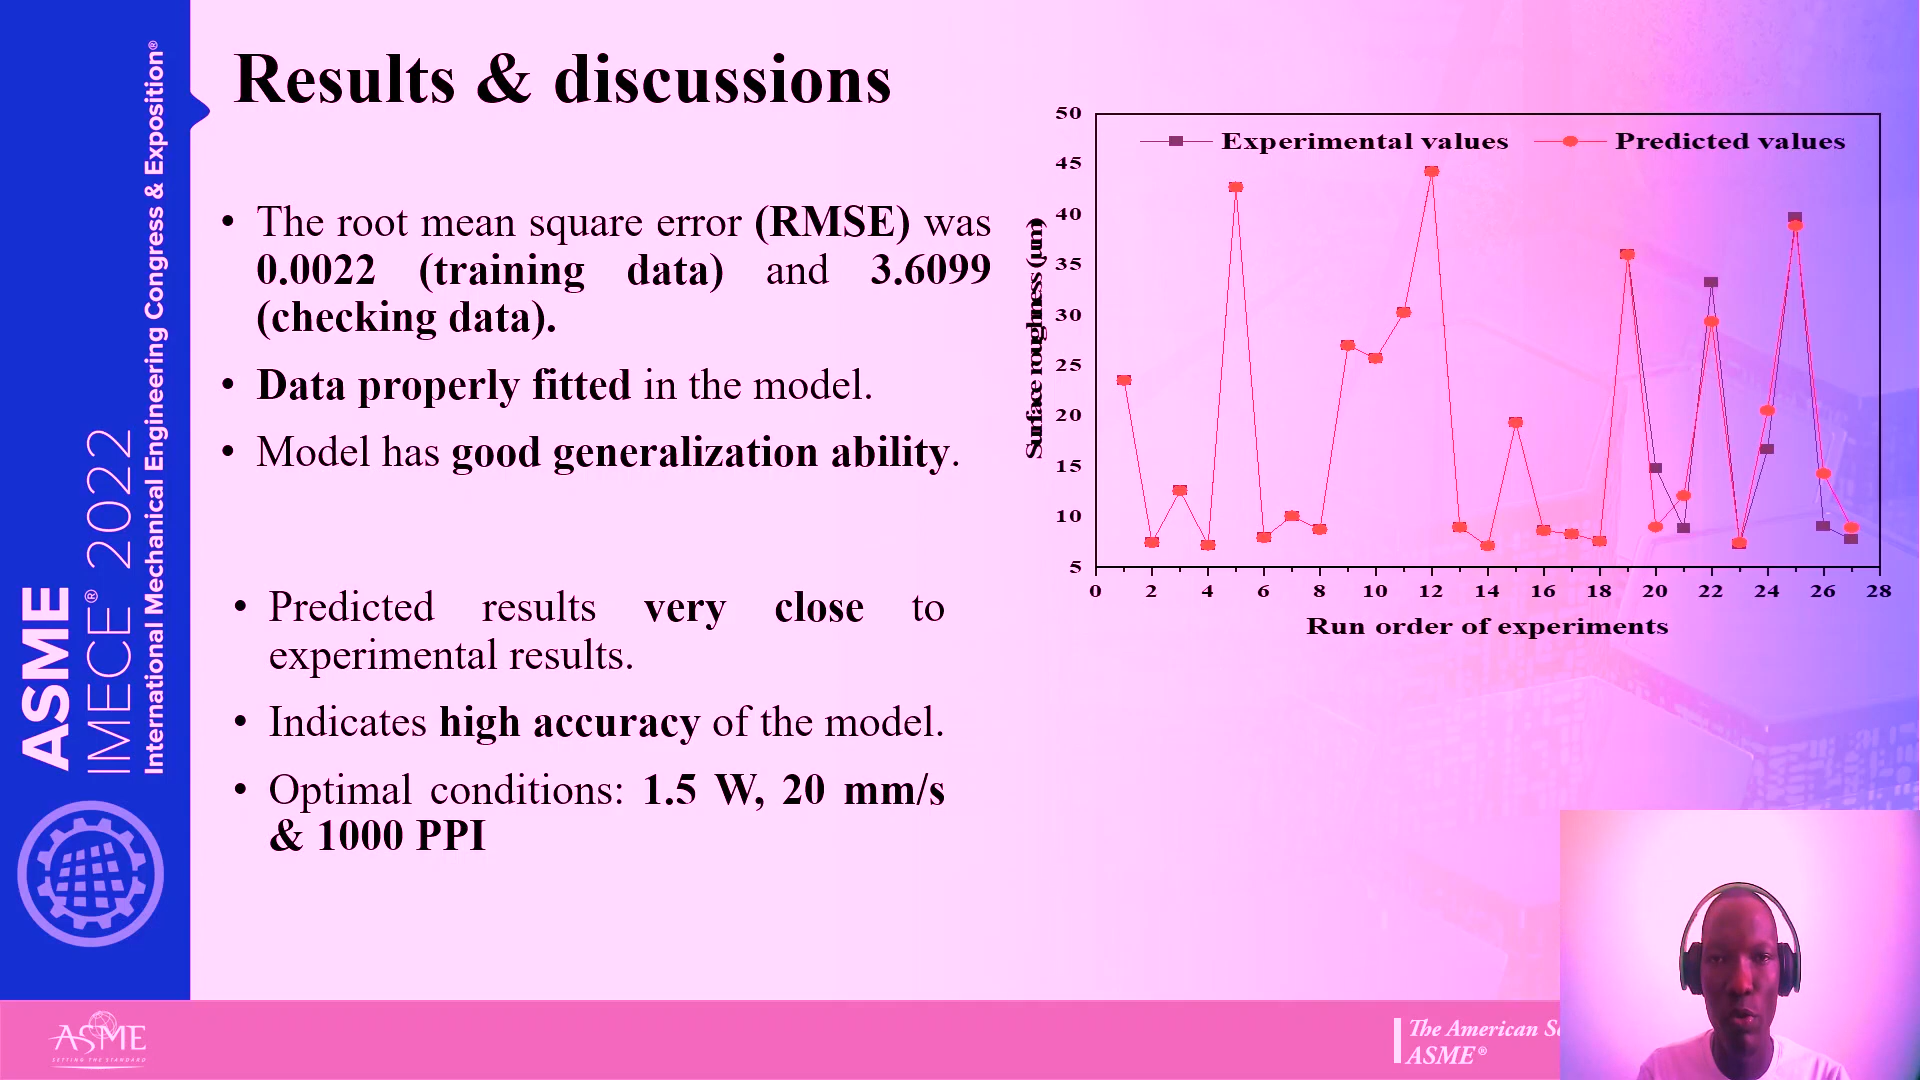 ASME
IMECE® 2022
International Mechanical Engineering Congress & Exposition®
Results & discussions
• The root mean square error (RMSE) was
0.0022 (training data) and 3.6099
(checking data).
• Data properly fitted in the model.
• Model has good generalization ability.
• Predicted results very close to
experimental results.
• Indicates high accuracy of the model.
• Optimal conditions: 1.5 W, 20 mm/s
& 1000 PPI
Experimental values
Predicted values
Surface roughness (μm)
50
45
40
35
30
25
20
15
10
5
0 2 4 6 8 10 12 14 16 18 20 22 24 26 28
Run order of experiments
ASME
SETTING THE STANDARD
The American
ASME®